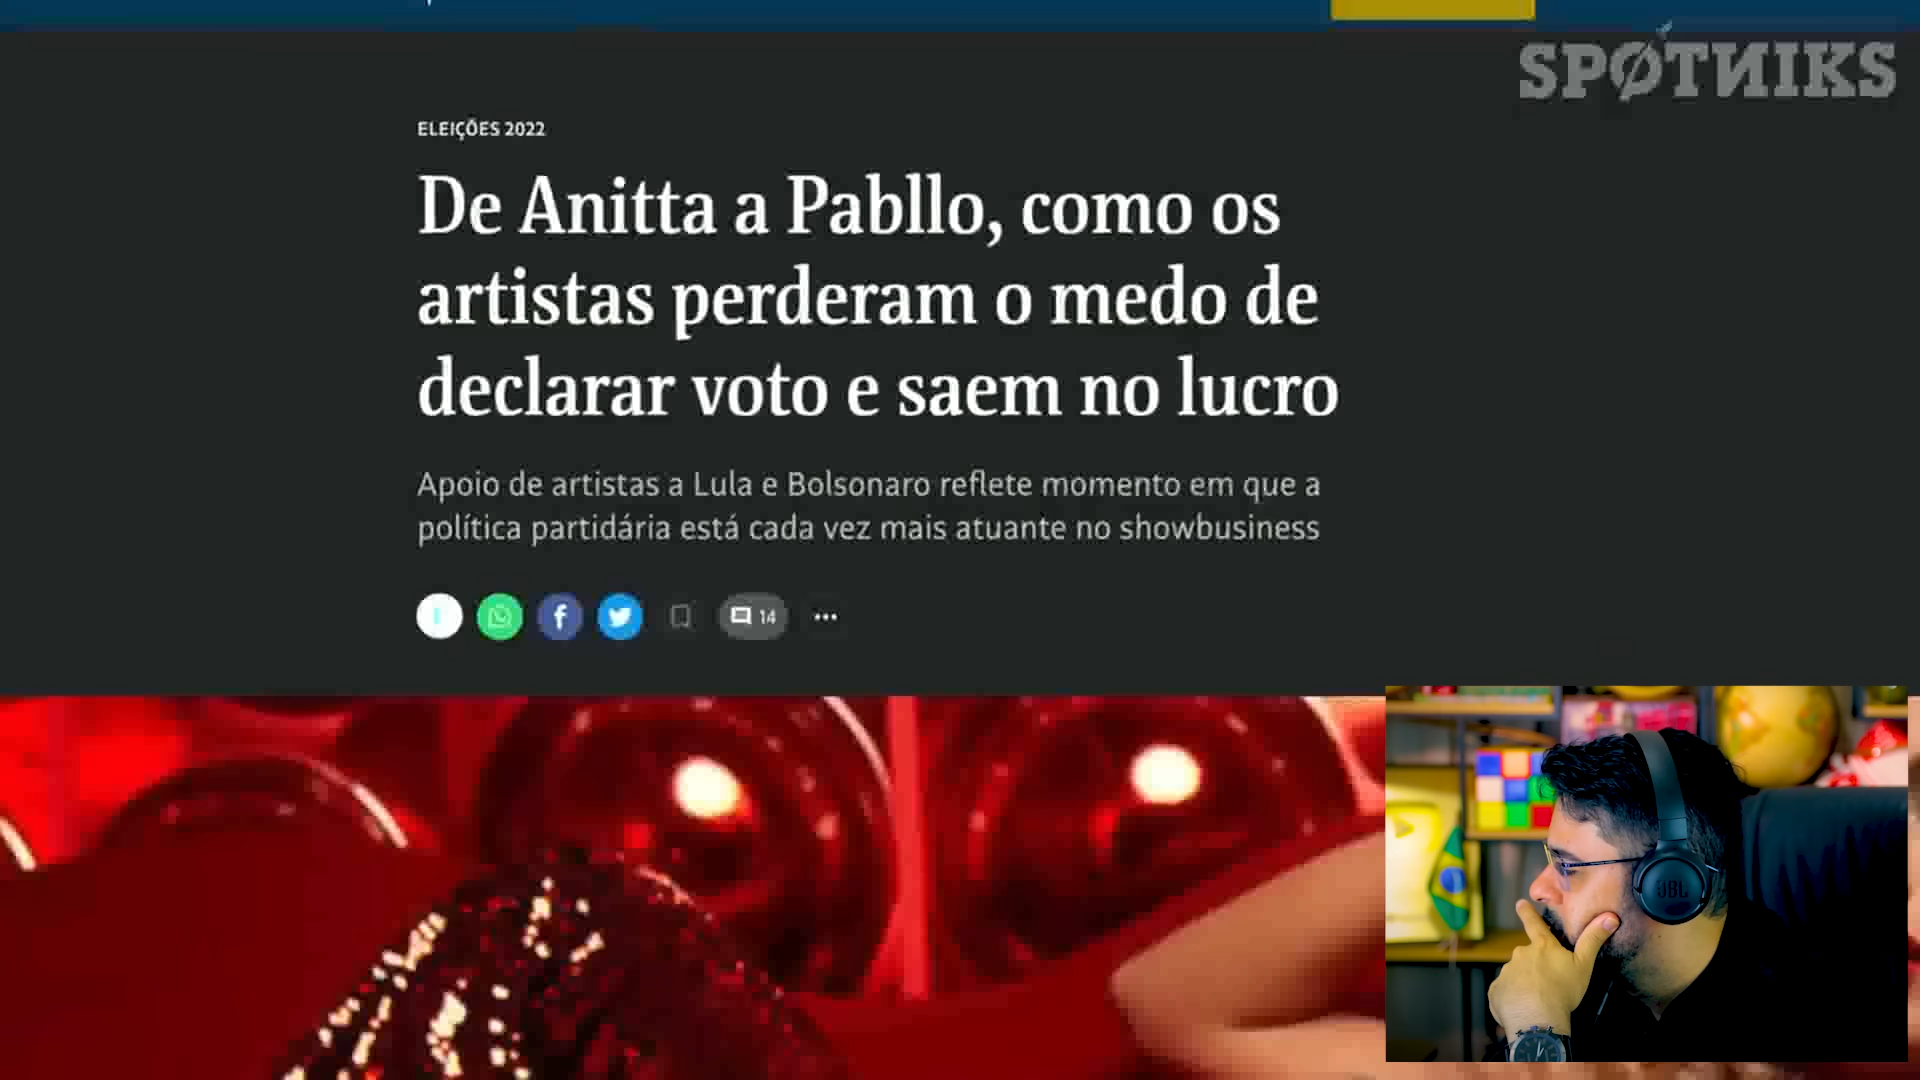 SPØTИIKS
ELEIÇÕES 2022
De Anitta a Pabllo, como os
artistas perderam o medo de
declarar voto e saem no lucro
Apoio de artistas a Lula e Bolsonaro reflete momento em que a
política partidária está cada vez mais atuante no showbusiness
14
JBL